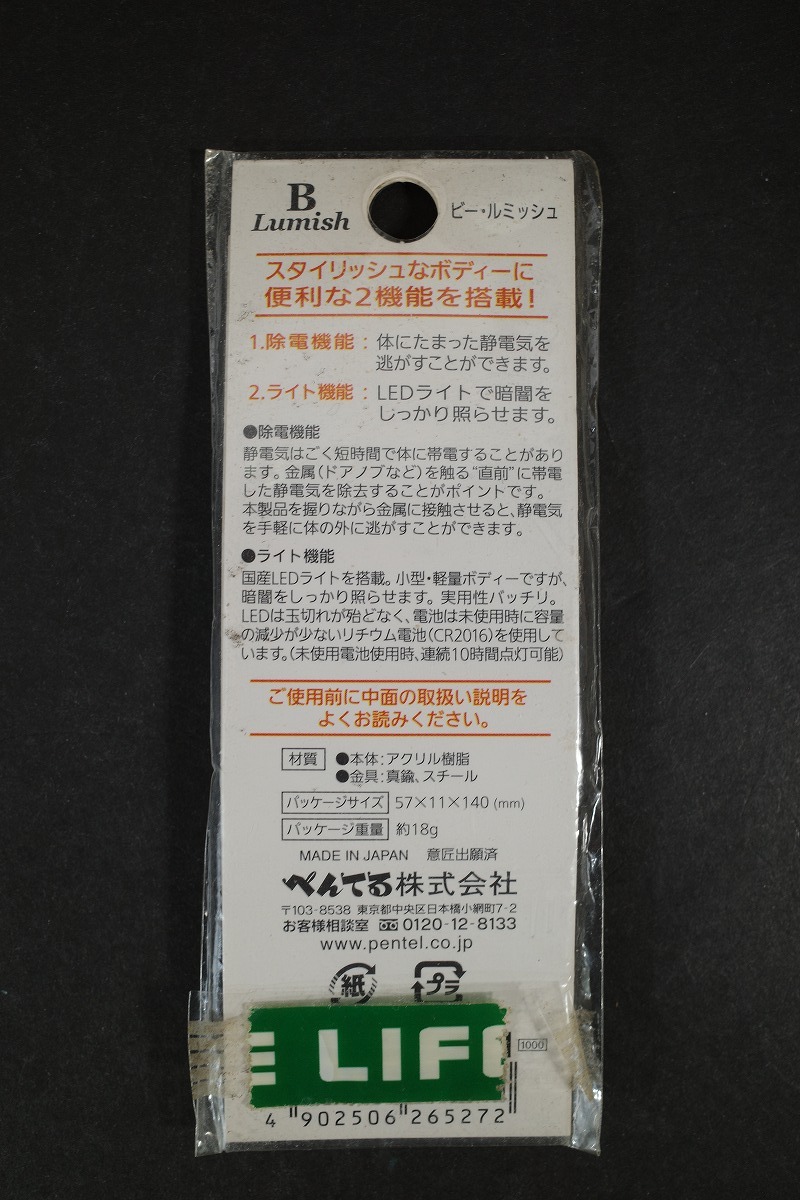 B
Lumish
ビー・ルミッシュ
スタイリッシュなボディーに
便利な2機能を搭載!
1.除電機能:体にたまった静電気を
逃がすことができます。
2.ライト機能:LEDライトで暗闇を
しっかり照らせます。
●除電機能
静電気はごく短時間で体に帯電することがあり
ます。金属(ドアノブなど)を触る“直前”に帯電
した静電気を除去することがポイントです。
本製品を握りながら金属に接触させると、静電気
を手軽に体の外に逃がすことができます。
●ライト機能
国産LEDライトを搭載。小型・軽量ボディーですが、
暗闇をしっかり照らせます。実用性バッチリ。
LEDは玉切れが殆どなく、電池は未使用時に容量
の減少が少ないリチウム電池(CR2016)を使用して
います。(未使用電池使用時、連続10時間点灯可能)
ご使用前に中面の取扱い説明を
よくお読みください。
材質 ●本体:アクリル樹脂
●金具:真鍮、スチール
パッケージサイズ 57×11×140(mm)
パッケージ重量 約18g
MADE IN JAPAN 意匠出願済
ぺんてる株式会社
〒103-8538 東京都中央区日本橋小網町7-2
お客様相談室 0120-12-8133
www.pentel.co.jp
紙 プラ
E LIFE
1000
4 902506 265272